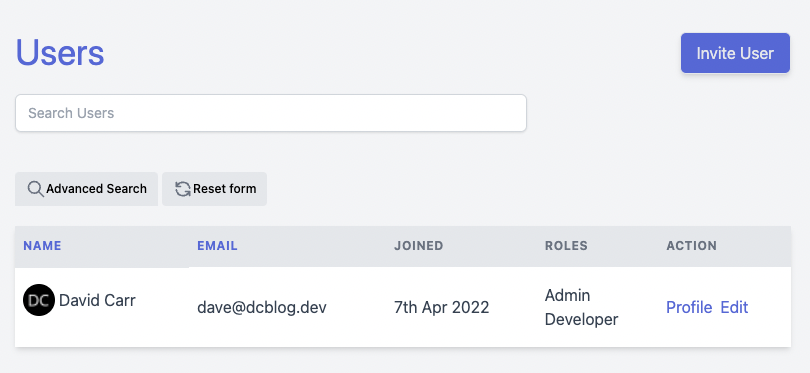 Users
Invite User
Search Users
Advanced Search Reset form
NAME EMAIL JOINED ROLES ACTION
DC David Carr dave@dcblog.dev 7th Apr 2022 Admin Developer Profile Edit